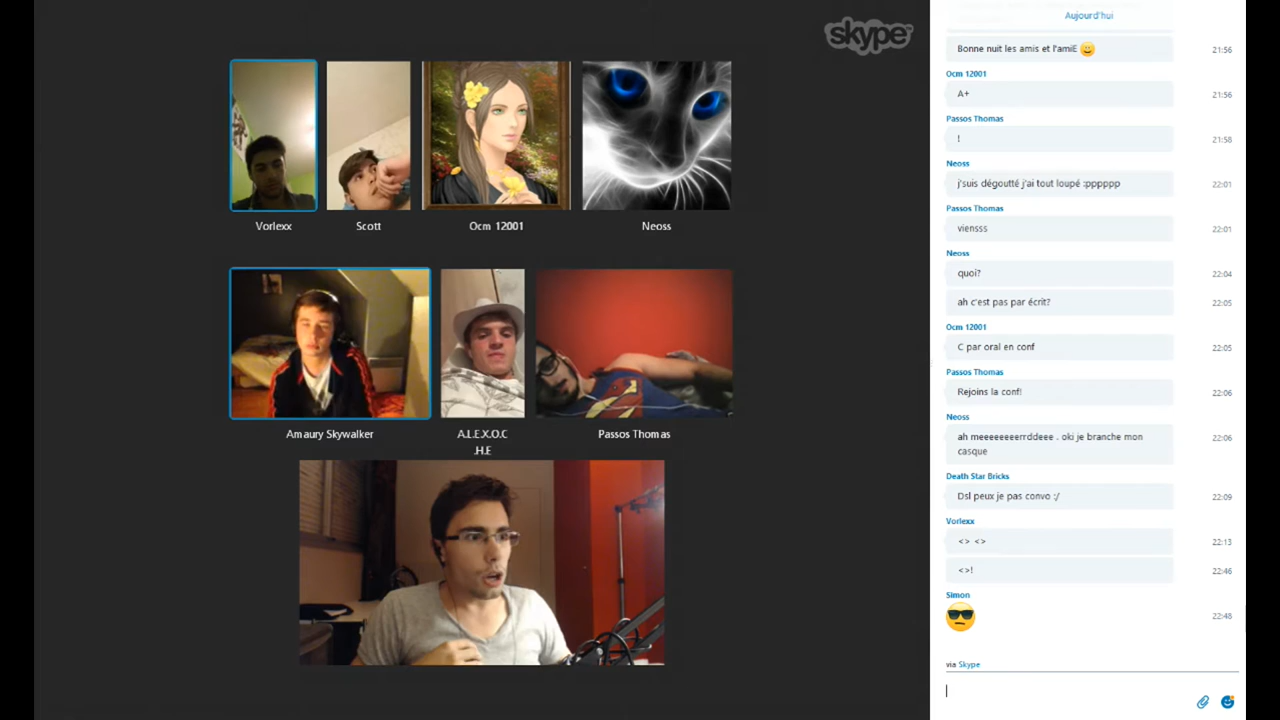 skype
Vorlexx
Scott
Ocm 12001
Neoss
Amaury Skywalker
A.L.E.X.O.C
.H.E
Passos Thomas
Aujourd'hui
Bonne nuit les amis et l'amiE
21:56
Ocm 12001
A+
21:56
Passos Thomas
!
21:58
Neoss
j'suis dégoutté j'ai tout loupé :pppppp
22:01
Passos Thomas
viensss
22:01
Neoss
quoi?
22:04
ah c'est pas par écrit?
22:05
Ocm 12001
C par oral en conf
22:05
Passos Thomas
Rejoins la conf!
22:06
Neoss
ah meeeeeeeerrddeee . oki je branche mon
casque
22:06
Death Star Bricks
Dsl peux je pas convo :/
22:09
Vorlexx
<> <>
22:13
<>!
22:46
Simon
22:48
via Skype